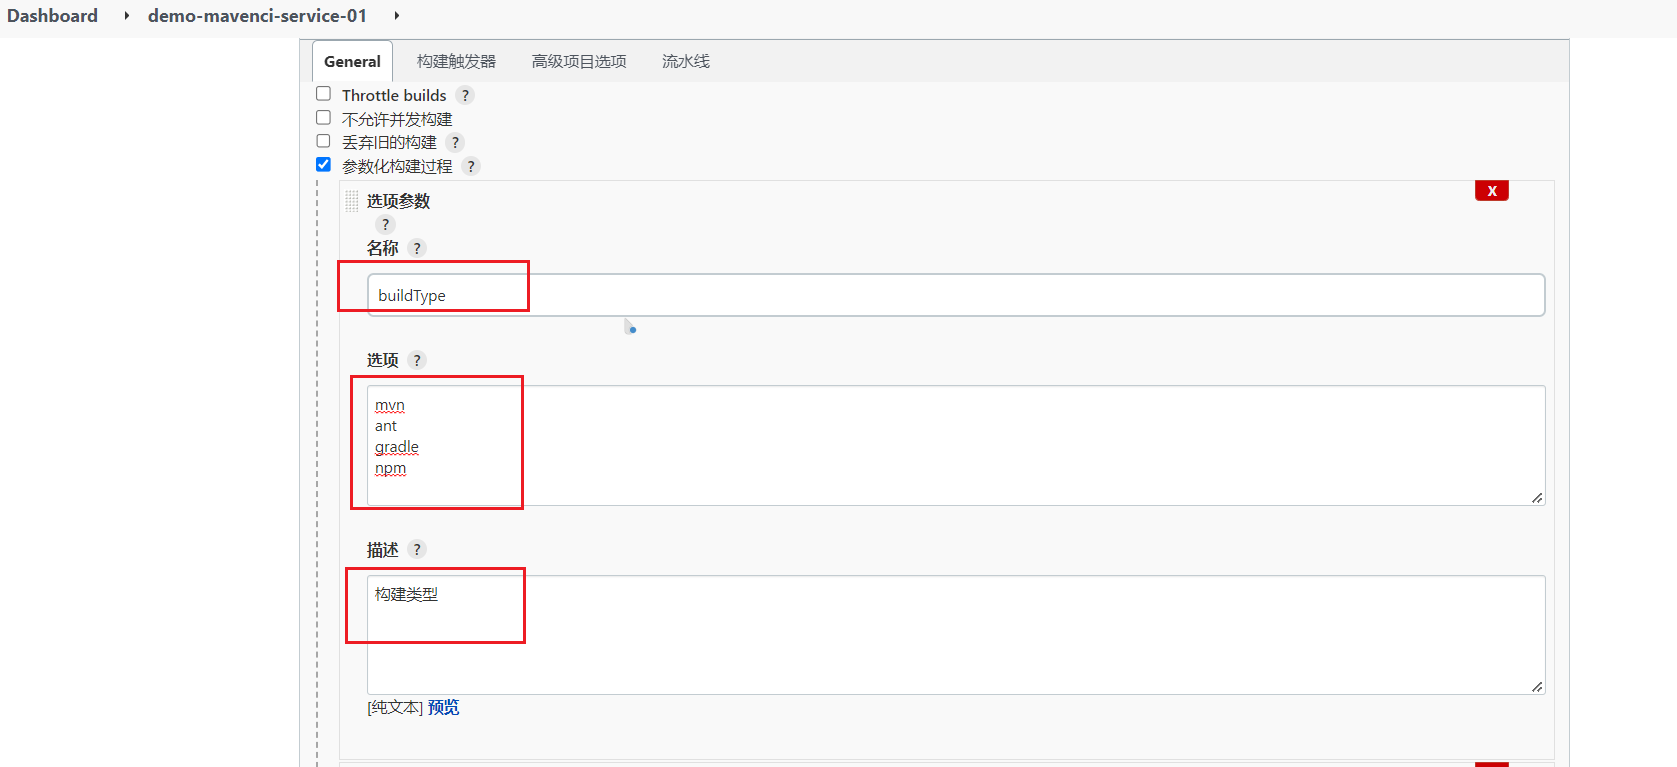 Dashboard demo-mavenci-service-01
General 构建触发器 高级项目选项 流水线
Throttle builds ?
不允许并发构建
丢弃旧的构建 ?
参数化构建过程 ?
X
选项参数
?
名称 ?
buildType
选项 ?
mvn
ant
gradle
npm
描述 ?
构建类型
[纯文本] 预览